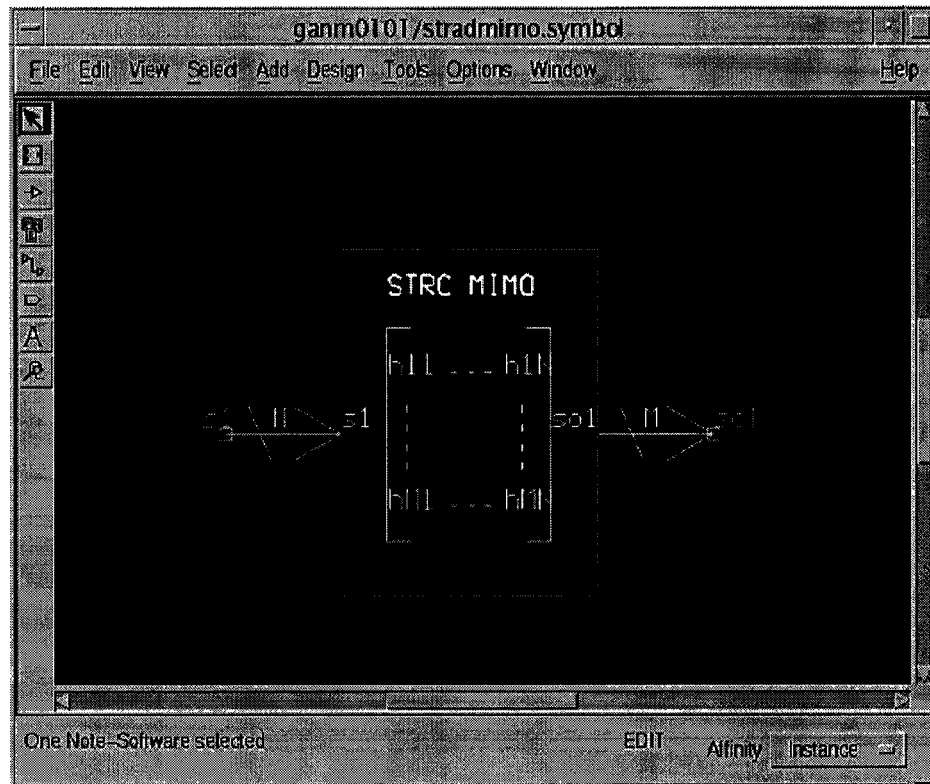 ganm0101/stradmimo.symbol
File Edit View Select Add Design Tools Options Window Help
A
STRC MIMO
h11 ... h1N
s1 so1 M
hM1 ... hMN
One Note-Software selected EDIT Affinity Instance